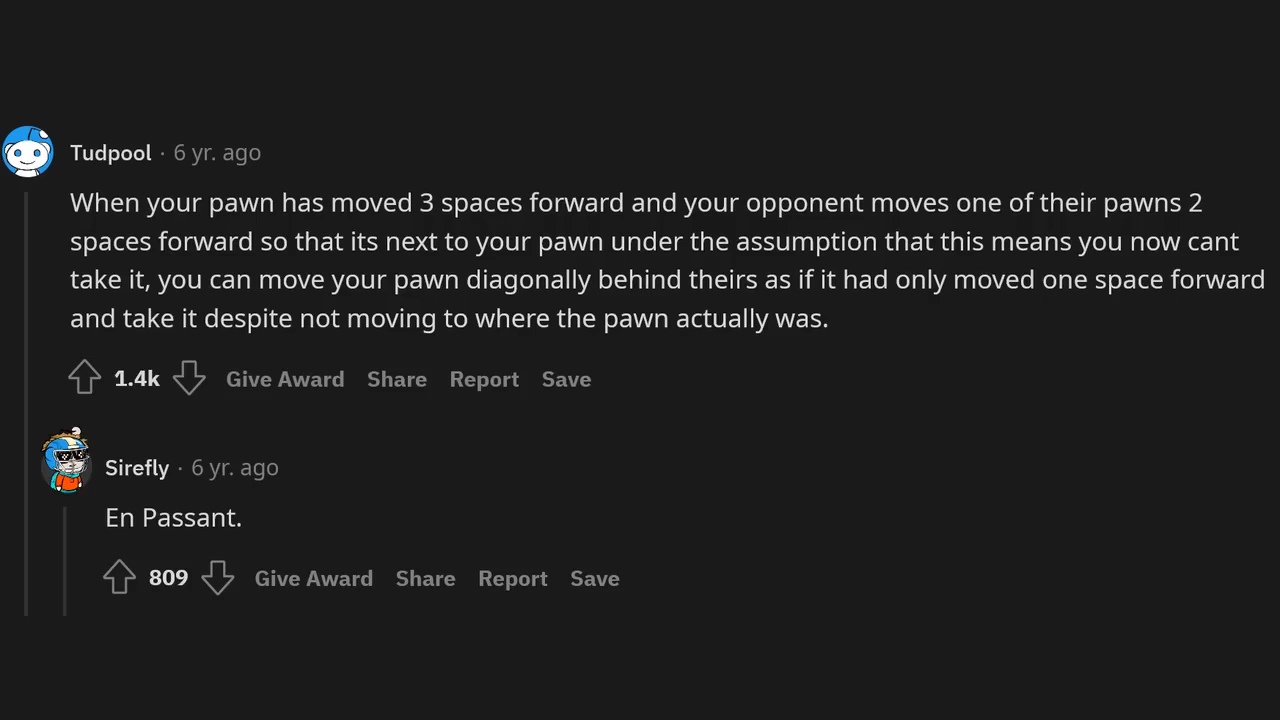 Tudpool · 6 yr. ago
When your pawn has moved 3 spaces forward and your opponent moves one of their pawns 2
spaces forward so that its next to your pawn under the assumption that this means you now cant
take it, you can move your pawn diagonally behind theirs as if it had only moved one space forward
and take it despite not moving to where the pawn actually was.
1.4k Give Award Share Report Save
Sirefly · 6 yr. ago
En Passant.
809 Give Award Share Report Save